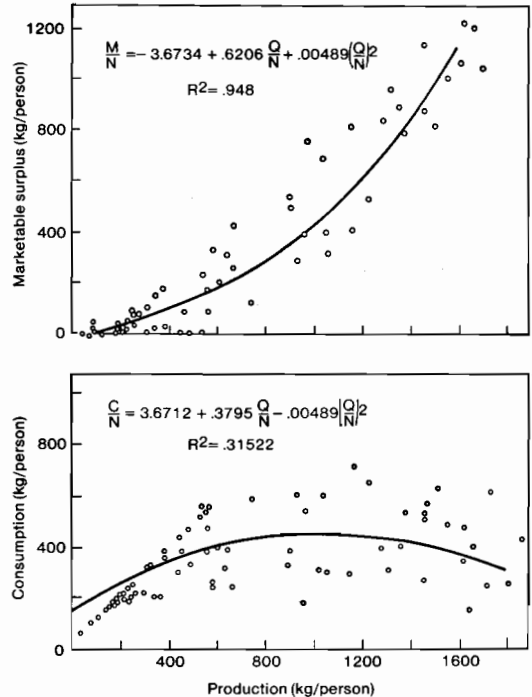 1200
M/N = - 3.6734 + .6206 Q/N + .00489(Q/N)2
R2= .948
Marketable surplus (kg/person)
800
400
0
C/N = 3.6712 + .3795 Q/N - .00489[Q/N]2
R2= .31522
Consumption (kg/person)
800
400
0
400 800 1200 1600
Production (kg/person)